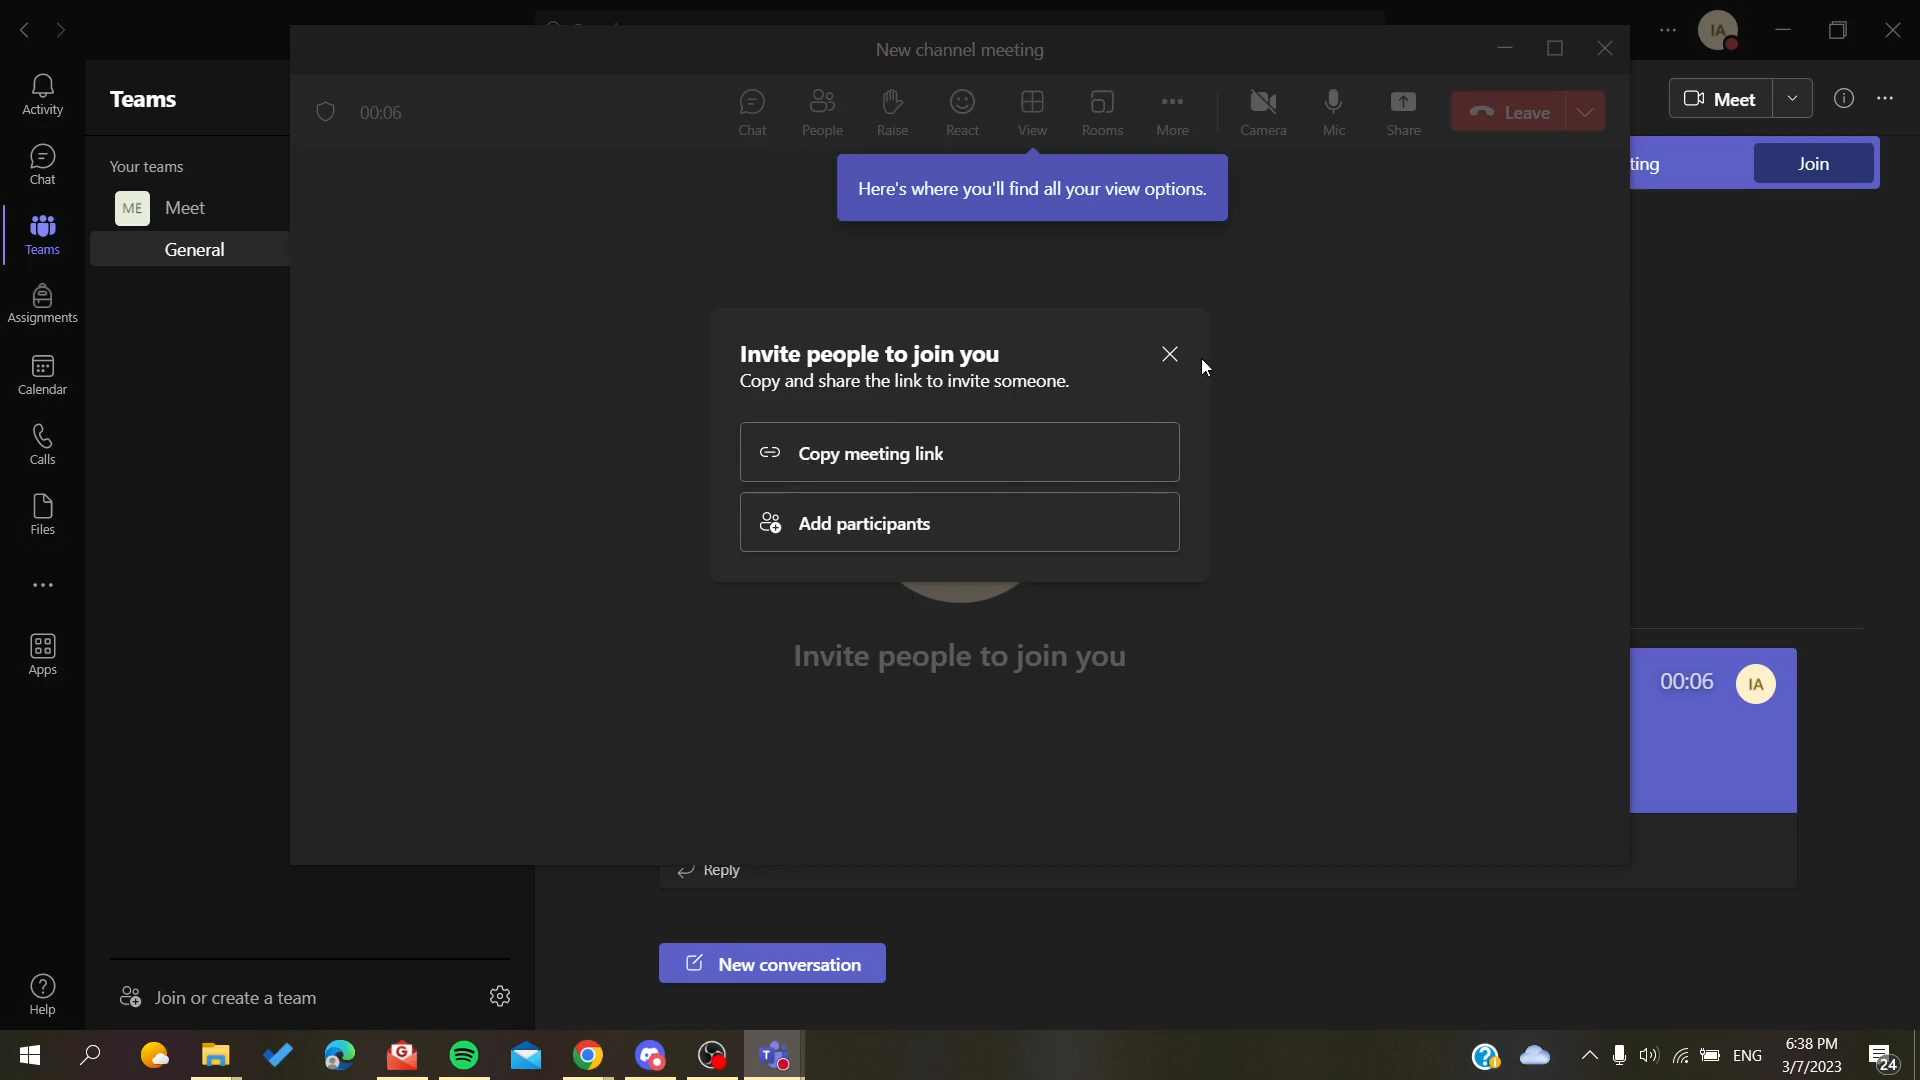 New channel meeting
IA
Activity
Teams
00:06
Chat
People
Raise
React
View
Rooms
More
Camera
Mic
Share
Leave
Meet
Chat
Your teams
ting
Join
Here's where you'll find all your view options.
ME
Meet
Teams
General
Assignments
Invite people to join you
Copy and share the link to invite someone.
Calendar
Copy meeting link
Calls
Add participants
Files
Invite people to join you
Apps
00:06
IA
Reply
New conversation
Join or create a team
Help
ENG
6:38 PM
3/7/2023
24